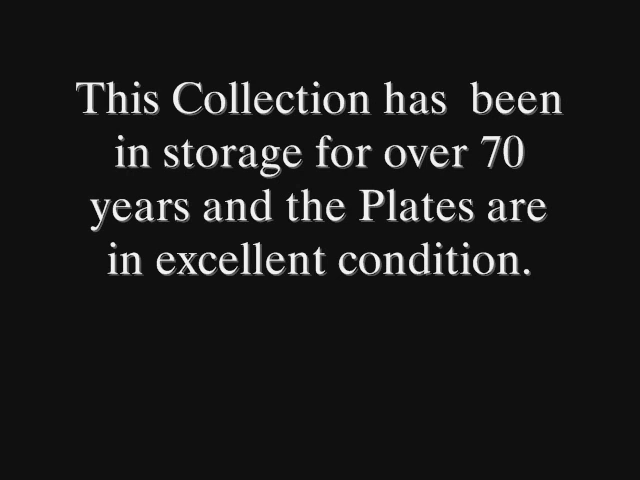 This Collection has  been
in storage for over 70
years and the Plates are
in excellent condition.